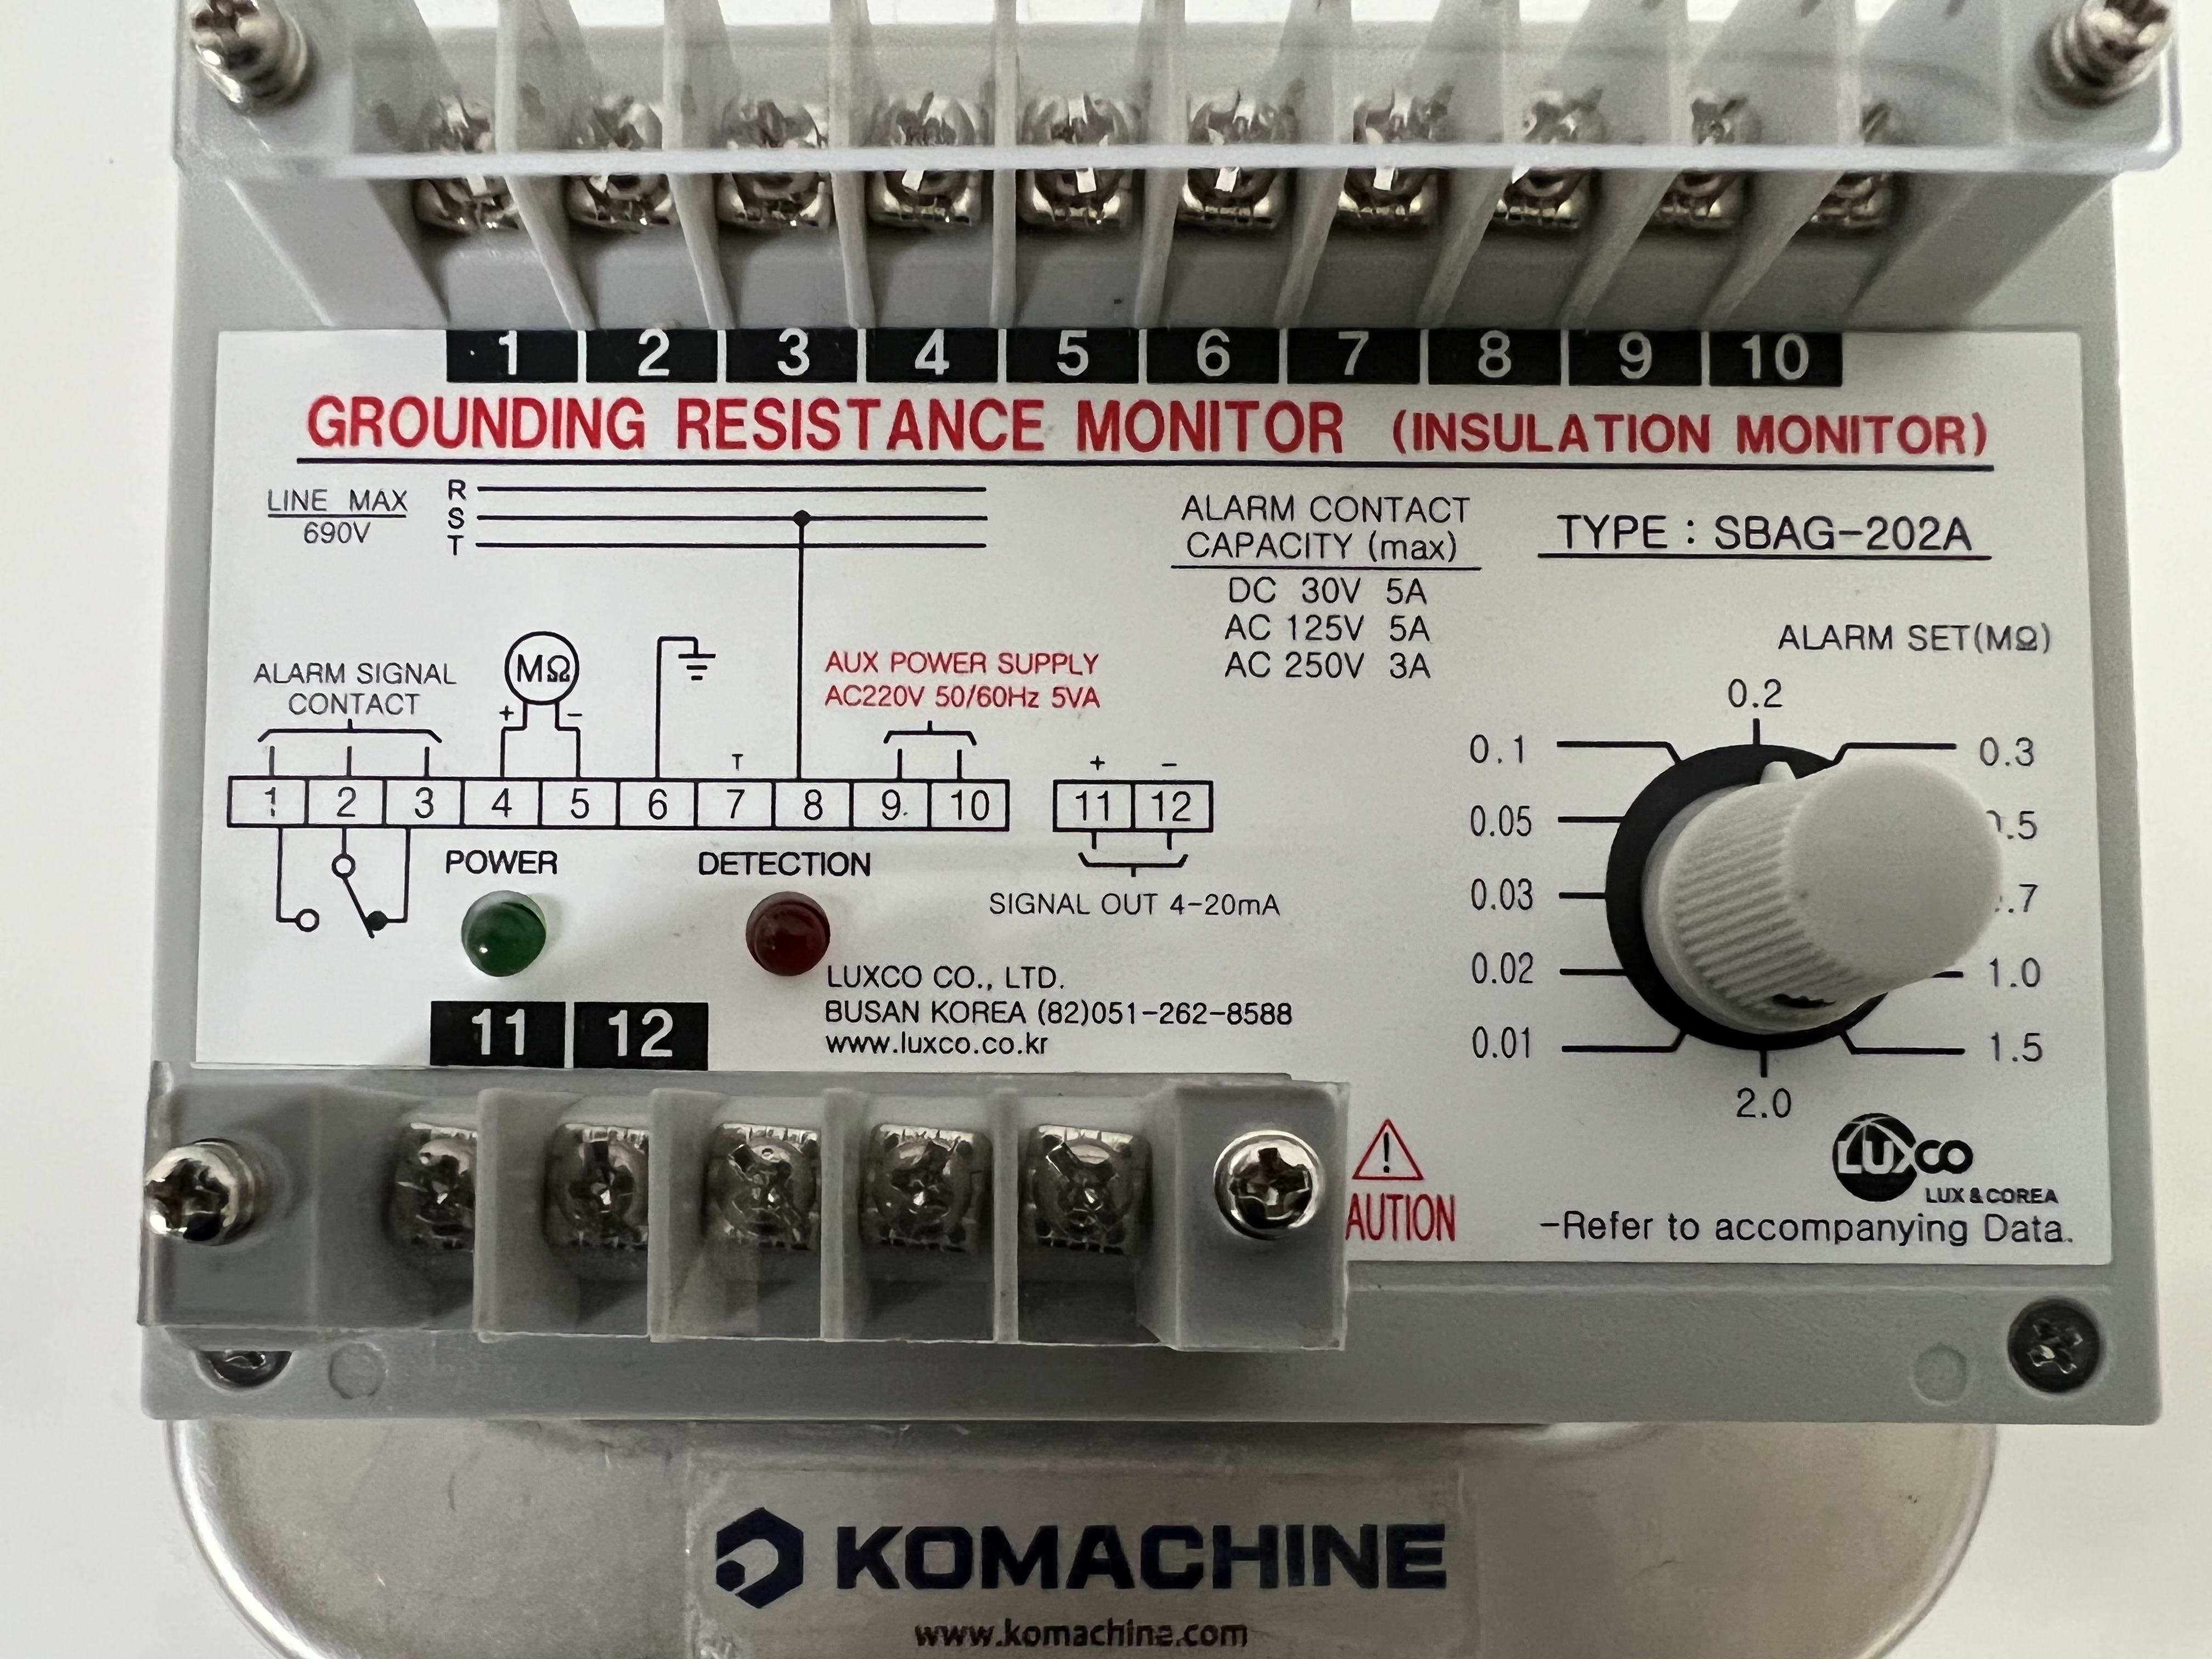 1 2 3 4 5 6 7 8 9 10
GROUNDING RESISTANCE MONITOR (INSULATION MONITOR)
LINE MAX
690V
R
S
T
ALARM CONTACT
CAPACITY (max)
DC 30V 5A
AC 125V 5A
AC 250V 3A
TYPE : SBAG-202A
ALARM SIGNAL
CONTACT
MΩ
+ -
AUX POWER SUPPLY
AC220V 50/60Hz 5VA
T
1 2 3 4 5 6 7 8 9 10
+ -
11 12
SIGNAL OUT 4-20mA
POWER
DETECTION
ALARM SET(MΩ)
0.2
0.1 0.3
0.05 .5
0.03 .7
0.02 1.0
0.01 1.5
2.0
LUXCO CO., LTD.
BUSAN KOREA (82)051-262-8588
www.luxco.co.kr
11 12
! 
AUTION
LUXCO
LUX & COREA
-Refer to accompanying Data.
KOMACHINE
www.komachine.com